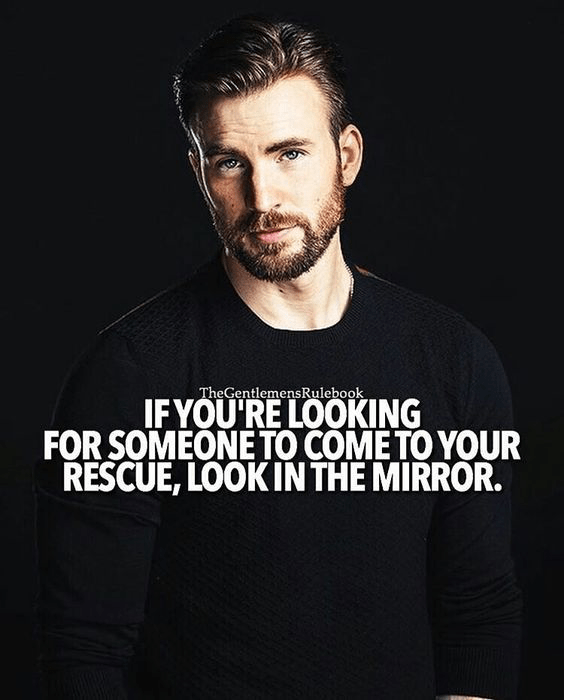 TheGentlemensRulebook
IF YOU'RE LOOKING
FOR SOMEONE TO COME TO YOUR
RESCUE, LOOK IN THE MIRROR.